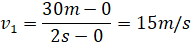 v₁ = (30m − 0)/(2s − 0) = 15m/s